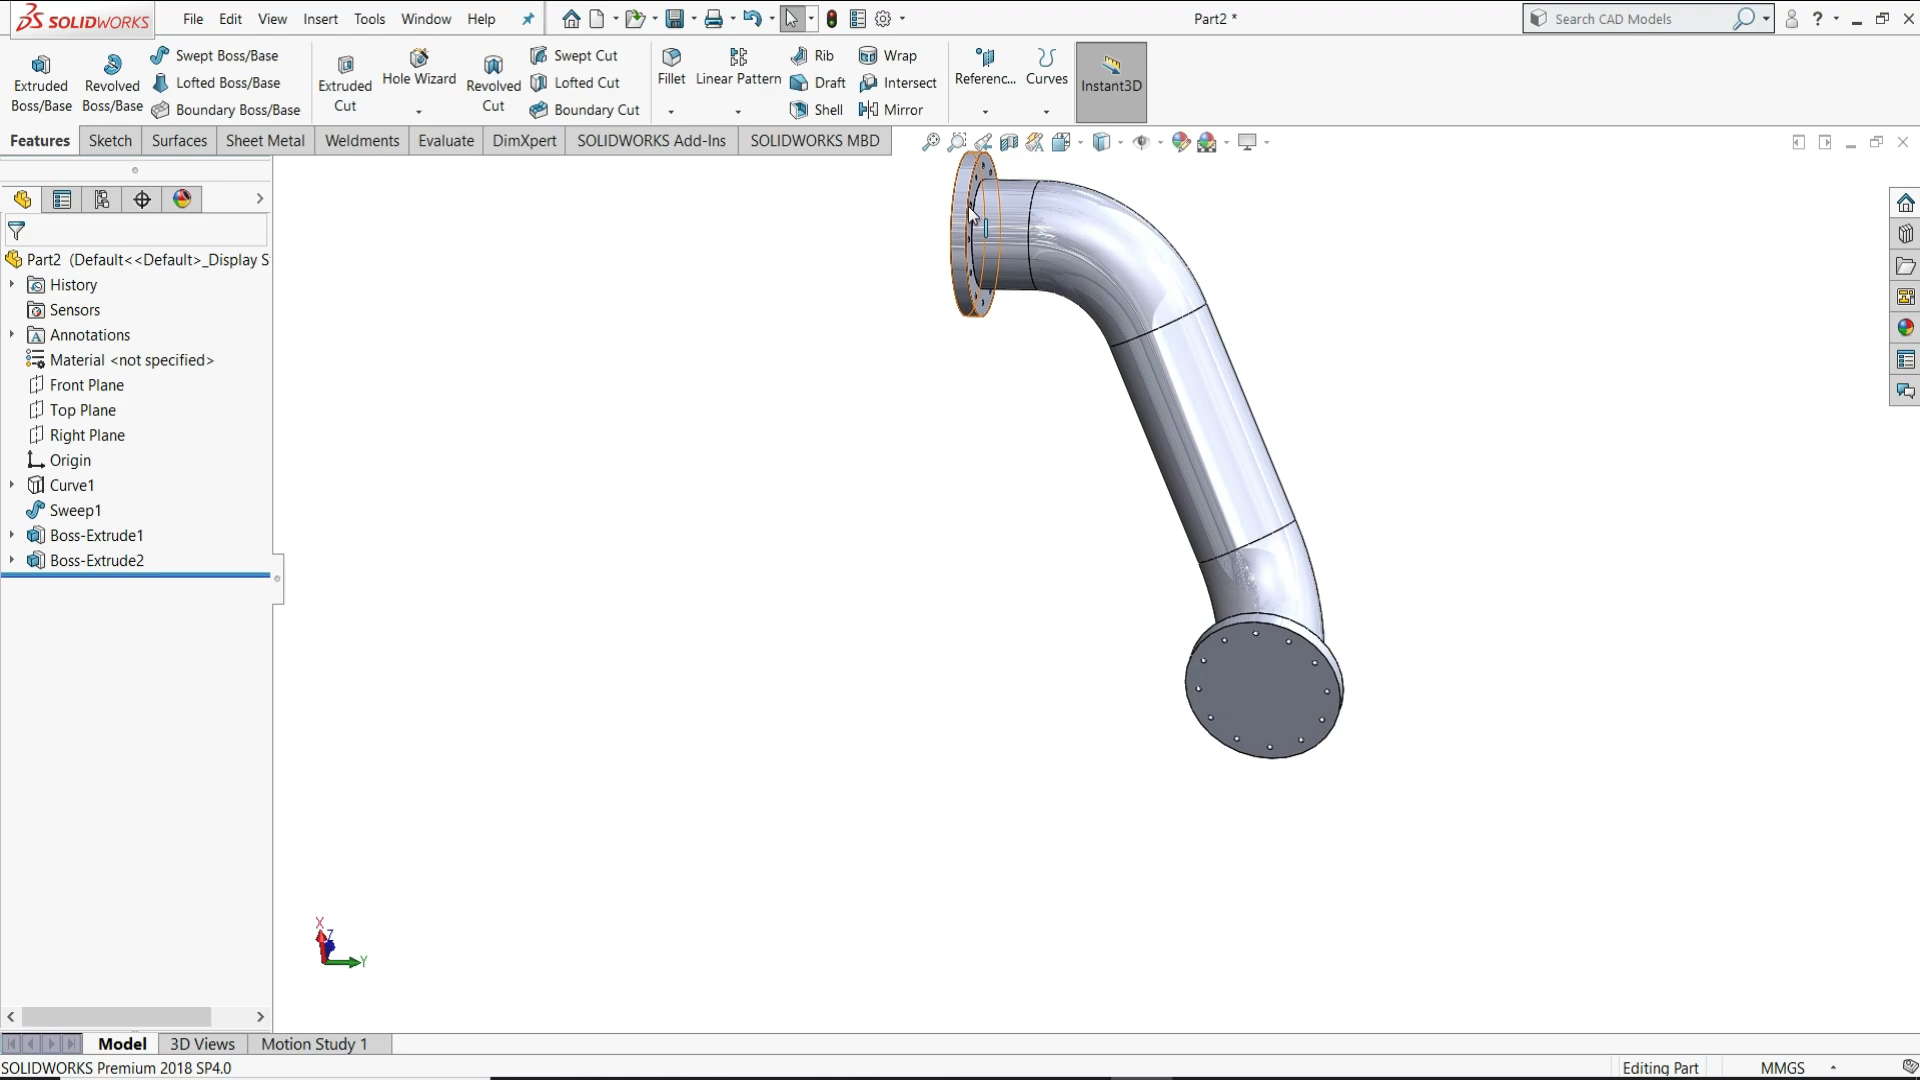 SOLIDWORKS File Edit View Insert Tools Window Help Part2 * Search CAD Models ?
Extruded Boss/Base
Revolved Boss/Base
Swept Boss/Base
Lofted Boss/Base
Boundary Boss/Base
Extruded Cut
Hole Wizard
Revolved Cut
Swept Cut
Lofted Cut
Boundary Cut
Fillet
Linear Pattern
Rib
Draft
Shell
Wrap
Intersect
Mirror
Referenc...
Curves
Instant3D
Features Sketch Surfaces Sheet Metal Weldments Evaluate DimXpert SOLIDWORKS Add-Ins SOLIDWORKS MBD
Part2 (Default<<Default>_Display S
History
Sensors
Annotations
Material <not specified>
Front Plane
Top Plane
Right Plane
Origin
Curve1
Sweep1
Boss-Extrude1
Boss-Extrude2
X
Z
Y
Model 3D Views Motion Study 1
SOLIDWORKS Premium 2018 SP4.0 Editing Part MMGS